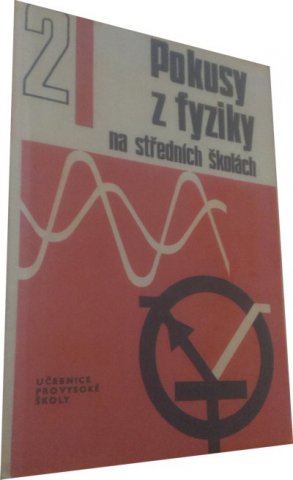 2
Pokusy
z fyziky
na středních školách
UČEBNICE
PRO VYSOKÉ
ŠKOLY